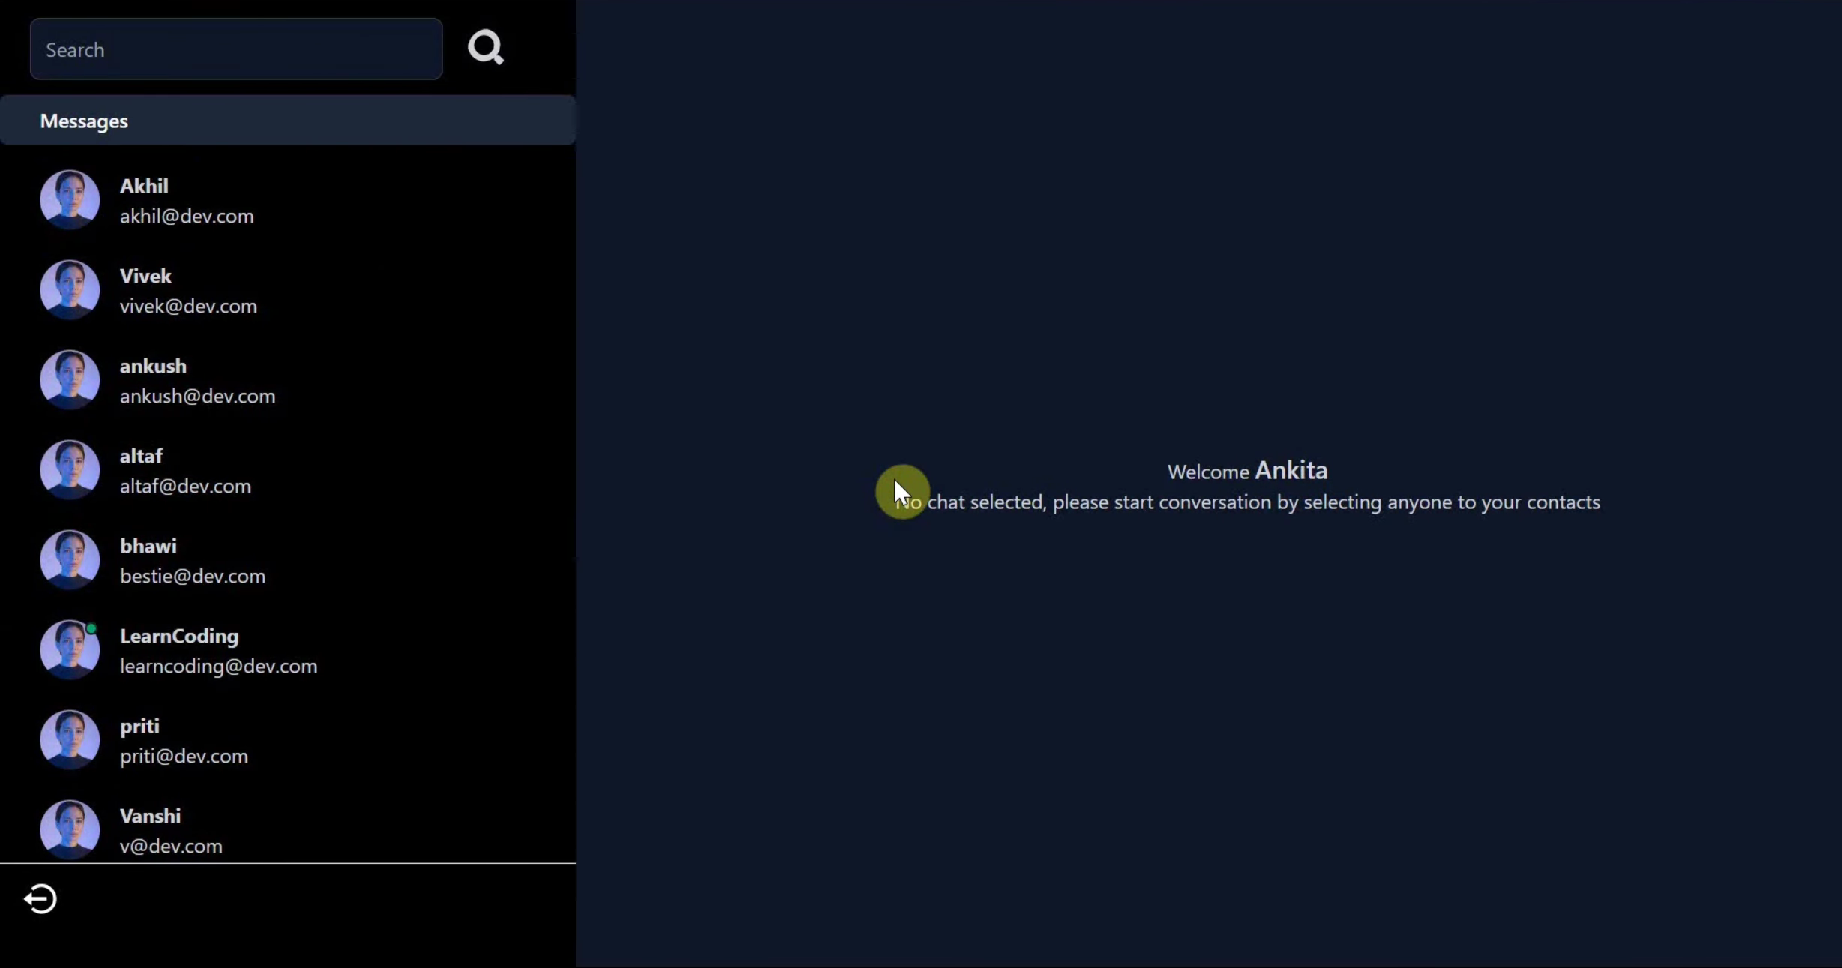 Search
Messages
Akhil
akhil@dev.com
Vivek
vivek@dev.com
ankush
ankush@dev.com
altaf
altaf@dev.com
bhawi
bestie@dev.com
LearnCoding
learncoding@dev.com
priti
priti@dev.com
Vanshi
v@dev.com
Welcome Ankita
No chat selected, please start conversation by selecting anyone to your contacts